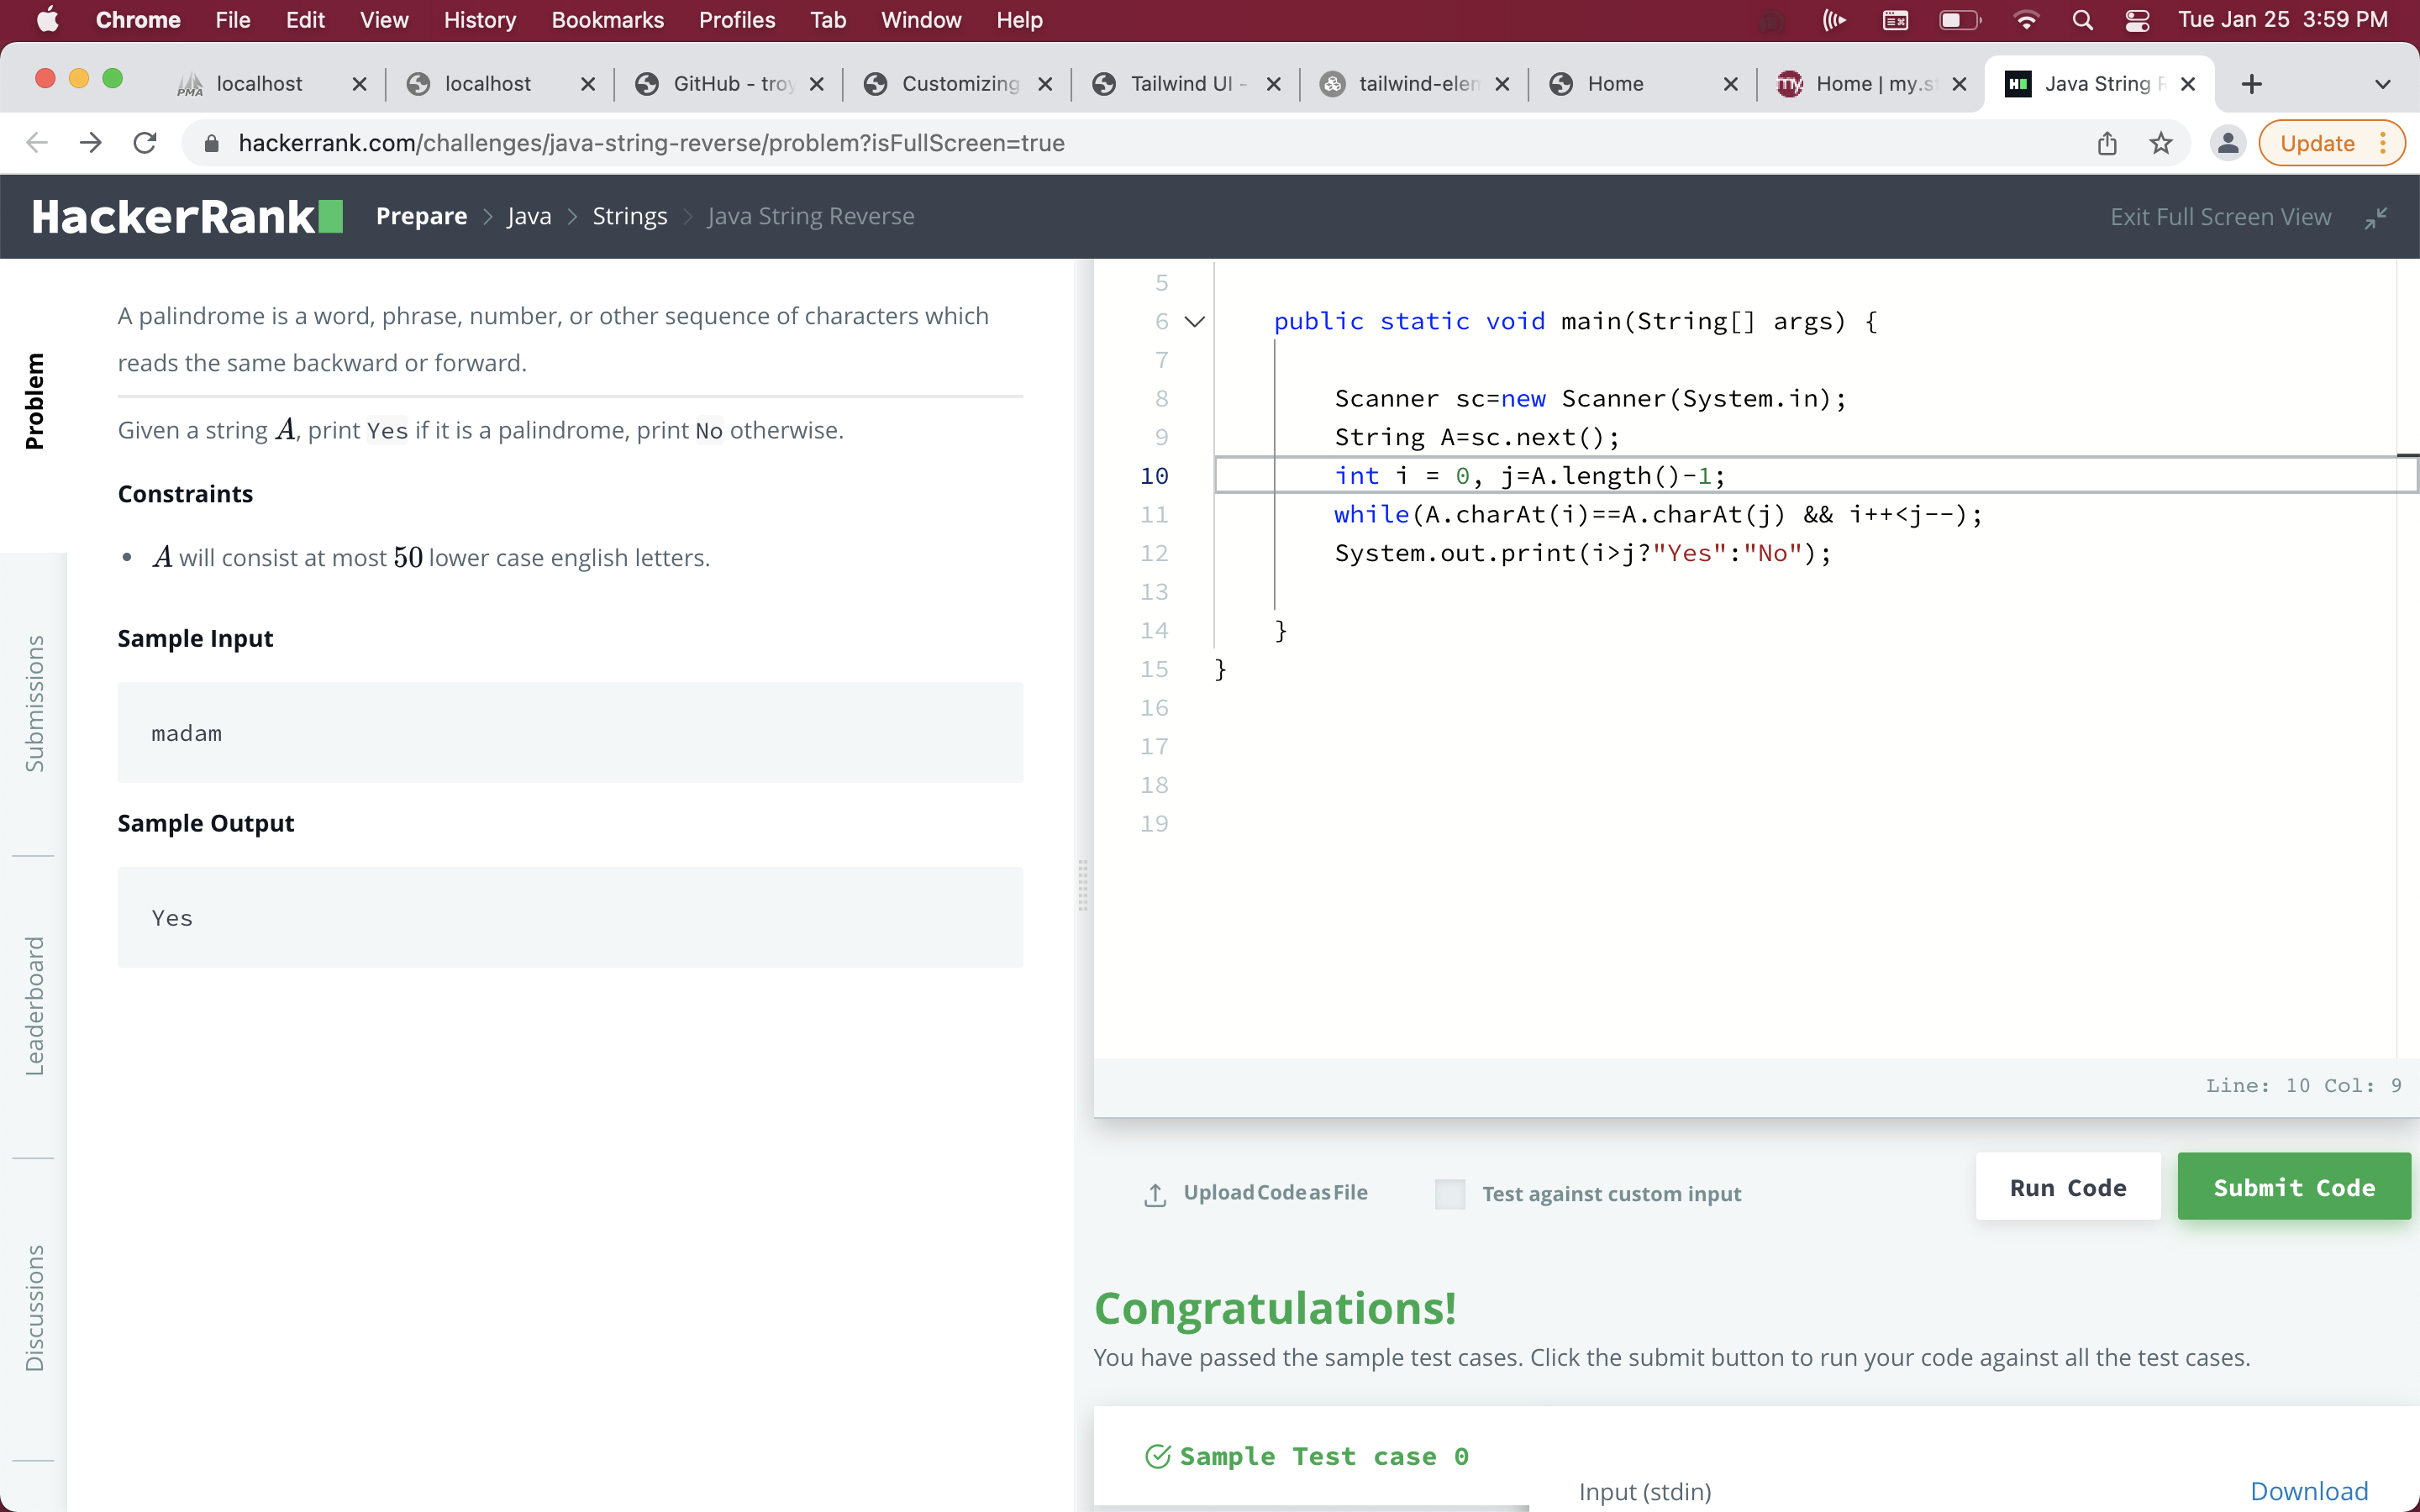 Chrome File Edit View History Bookmarks Profiles Tab Window Help Tue Jan 25 3:59 PM
localhost localhost GitHub - troy Customizing Tailwind UI - tailwind-elem Home Home | my.s Java String R
hackerrank.com/challenges/java-string-reverse/problem?isFullScreen=true Update
HackerRank Prepare > Java > Strings > Java String Reverse Exit Full Screen View
Problem
Submissions
Leaderboard
Discussions
A palindrome is a word, phrase, number, or other sequence of characters which
reads the same backward or forward.
Given a string A, print Yes if it is a palindrome, print No otherwise.
Constraints
• A will consist at most 50 lower case english letters.
Sample Input
madam
Sample Output
Yes
5
6 public static void main(String[] args) {
7
8 Scanner sc=new Scanner(System.in);
9 String A=sc.next();
10 int i = 0, j=A.length()-1;
11 while(A.charAt(i)==A.charAt(j) && i++<j--);
12 System.out.print(i>j?"Yes":"No");
13
14 }
15 }
16
17
18
19
Line: 10 Col: 9
Upload Code as File Test against custom input Run Code Submit Code
Congratulations!
You have passed the sample test cases. Click the submit button to run your code against all the test cases.
Sample Test case 0
Input (stdin) Download